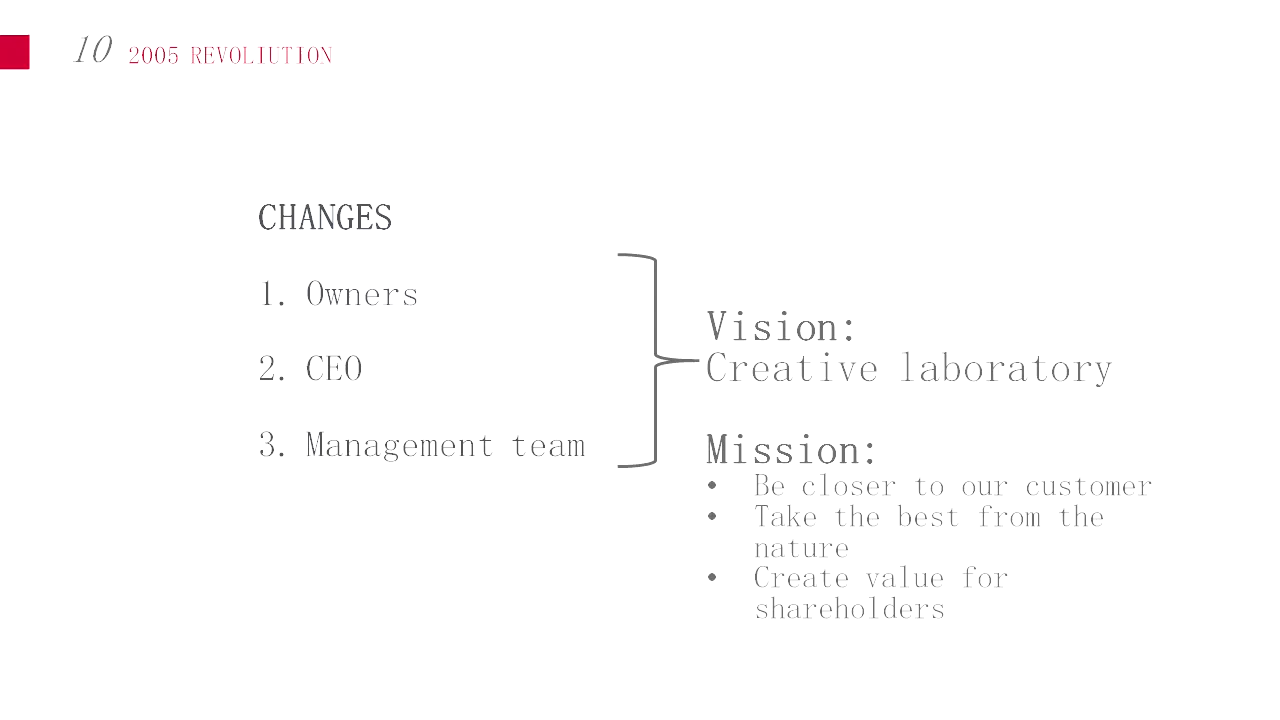 10 2005 REVOLIUTION
CHANGES
1. Owners
2. CEO
3. Management team
Vision:
Creative laboratory
Mission:
• Be closer to our customer
• Take the best from the
nature
• Create value for
shareholders